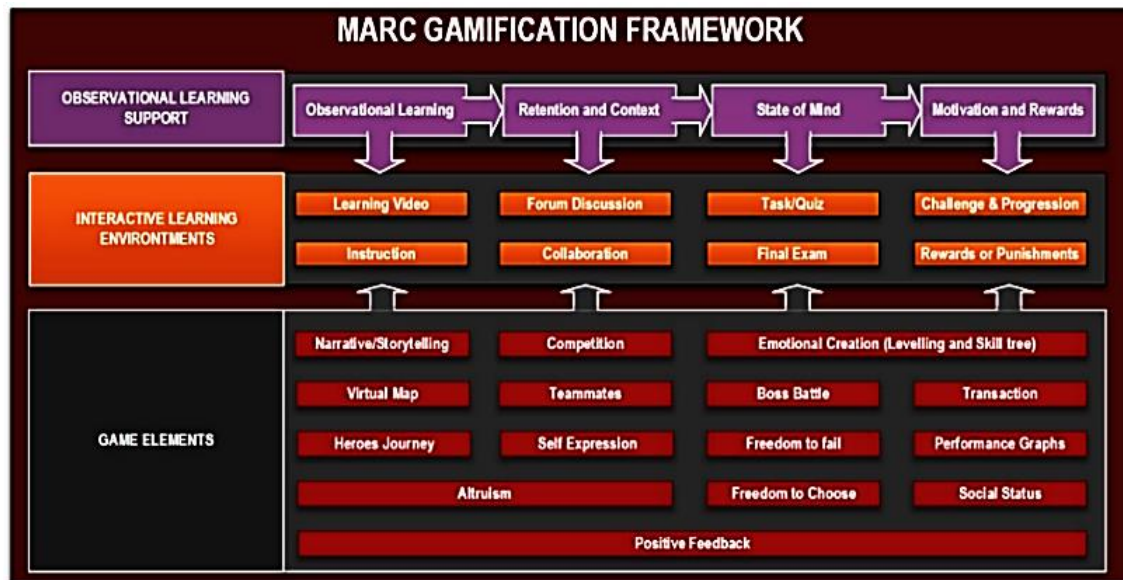 MARC GAMIFICATION FRAMEWORK
OBSERVATIONAL LEARNING
SUPPORT
Observational Learning
Retention and Context
State of Mind
Motivation and Rewards
INTERACTIVE LEARNING
ENVIRONTMENTS
Learning Video
Forum Discussion
Task/Quiz
Challenge & Progression
Instruction
Collaboration
Final Exam
Rewards or Punishments
GAME ELEMENTS
Narrative/Storytelling
Competition
Emotional Creation (Levelling and Skill tree)
Virtual Map
Teammates
Boss Battle
Transaction
Heroes Journey
Self Expression
Freedom to fail
Performance Graphs
Altruism
Freedom to Choose
Social Status
Positive Feedback